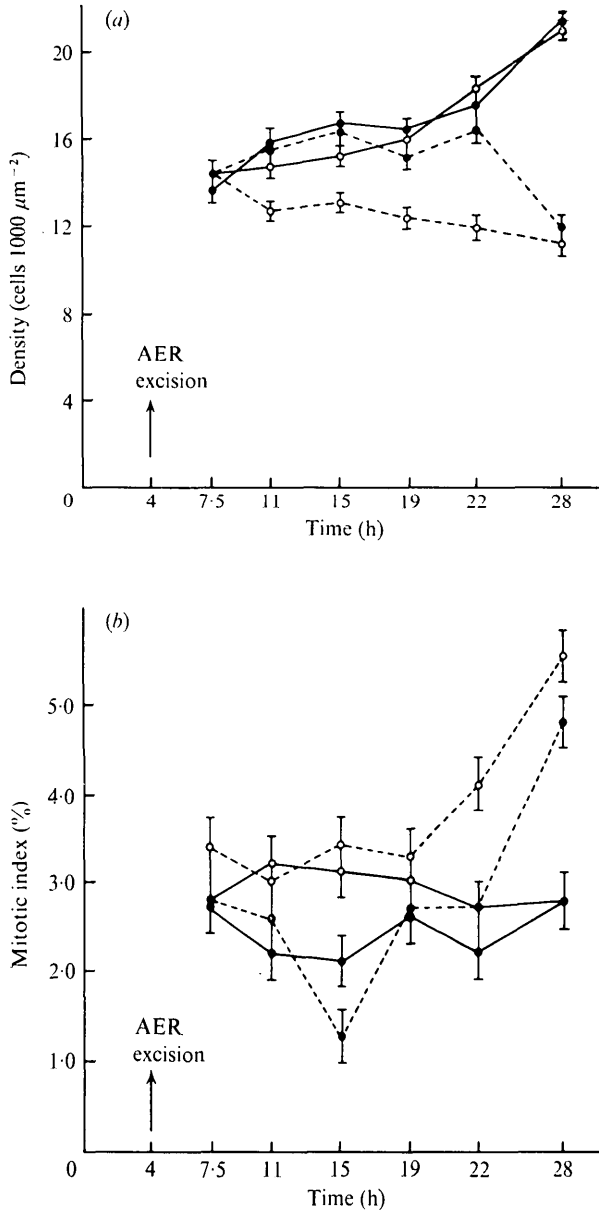 (a)
20
16
12
8
4
0
Density (cells 1000 μm⁻²)
AER
excision
4 7·5 11 15 19 22 28
Time (h)
(b)
5·0
4·0
3·0
2·0
1·0
0
Mitotic index (%)
AER
excision
4 7·5 11 15 19 22 28
Time (h)